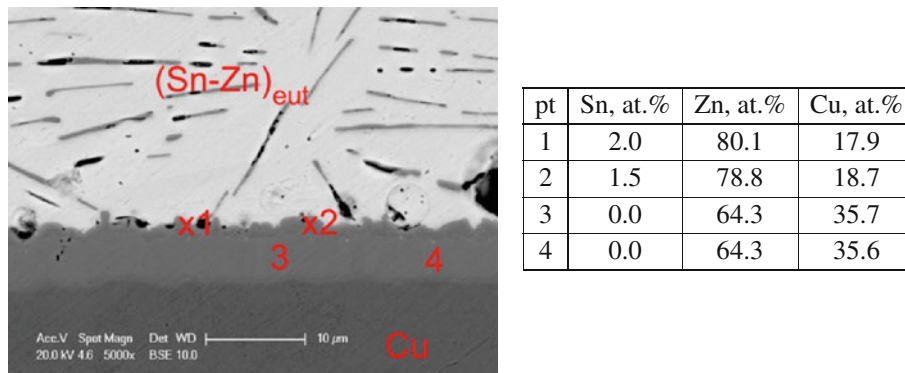 (Sn-Zn)eut
x1 x2
3 4
Cu
Acc.V Spot Magn Det WD 10 μm
20.0 kV 4.6 5000x BSE 10.0
pt Sn, at.% Zn, at.% Cu, at.%
1 2.0 80.1 17.9
2 1.5 78.8 18.7
3 0.0 64.3 35.7
4 0.0 64.3 35.6